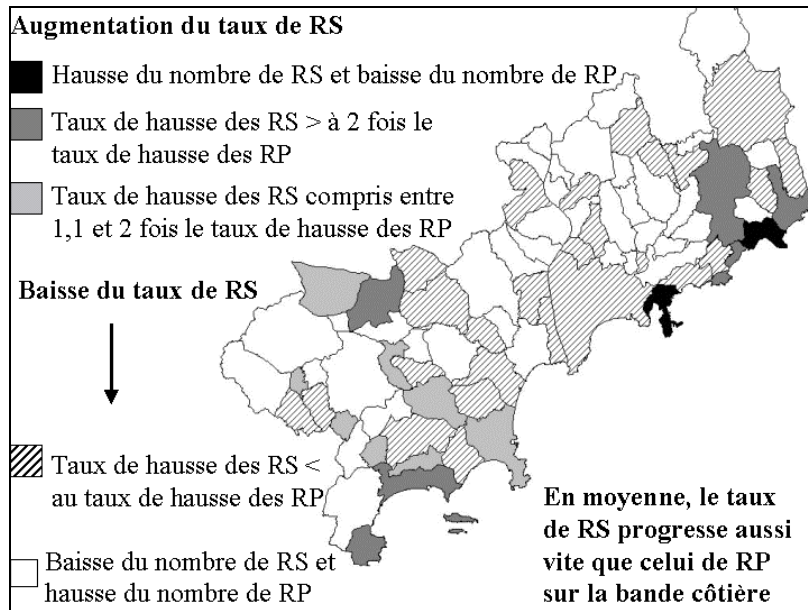 Augmentation du taux de RS
Hausse du nombre de RS et baisse du nombre de RP
Taux de hausse des RS > à 2 fois le
taux de hausse des RP
Taux de hausse des RS compris entre
1,1 et 2 fois le taux de hausse des RP
Baisse du taux de RS
Taux de hausse des RS <
au taux de hausse des RP
Baisse du nombre de RS et
hausse du nombre de RP
En moyenne, le taux
de RS progresse aussi
vite que celui de RP
sur la bande côtière